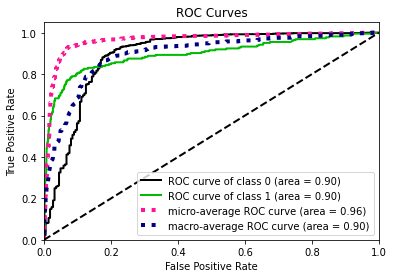 ROC Curves
True Positive Rate
1.0
0.8
0.6
0.4
0.2
0.0
ROC curve of class 0 (area = 0.90)
ROC curve of class 1 (area = 0.90)
micro-average ROC curve (area = 0.96)
macro-average ROC curve (area = 0.90)
0.0 0.2 0.4 0.6 0.8 1.0
False Positive Rate